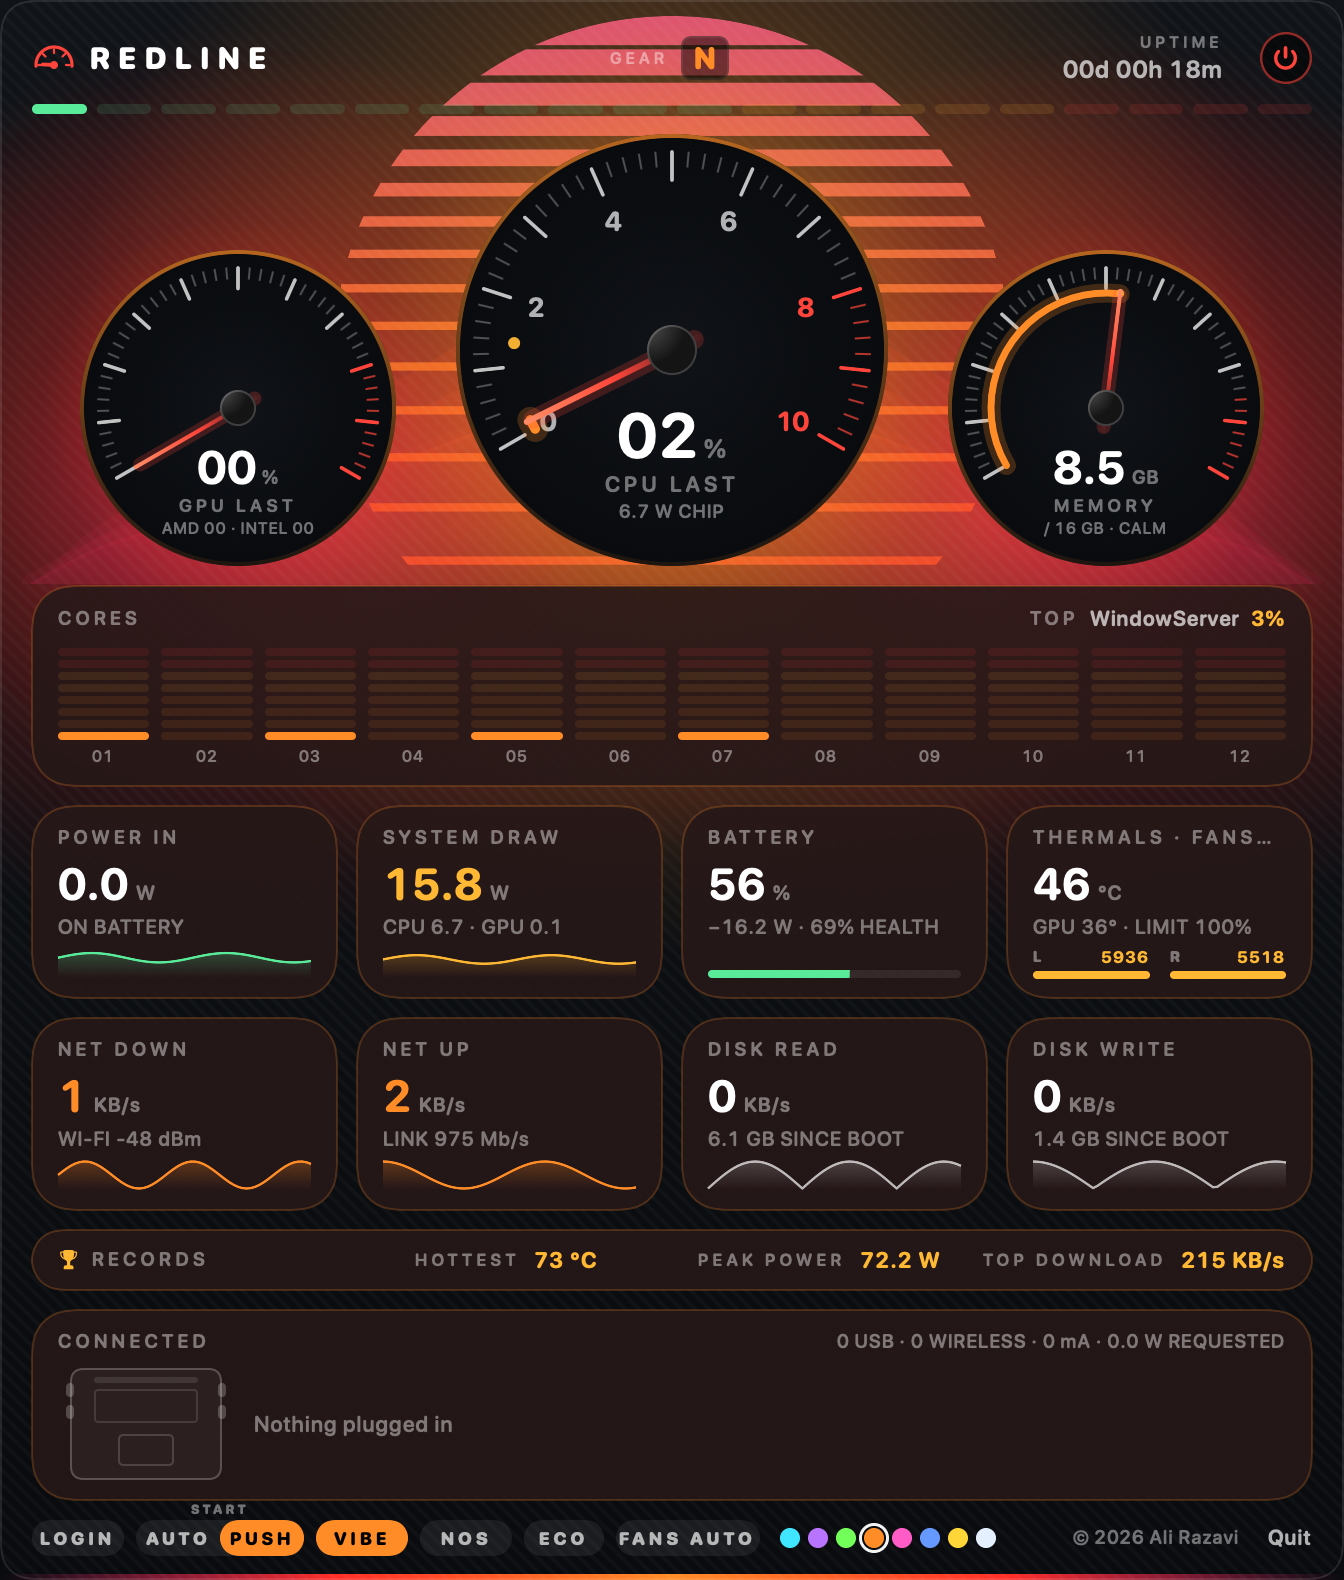 REDLINE
GEAR N
UPTIME
00d 00h 18m
4 6
2 8
0 10
02 %
CPU LAST
6.7 W CHIP
00 %
GPU LAST
AMD 00 · INTEL 00
8.5 GB
MEMORY
/ 16 GB · CALM
CORES
TOP WindowServer 3%
01 02 03 04 05 06 07 08 09 10 11 12
POWER IN
0.0 W
ON BATTERY
SYSTEM DRAW
15.8 W
CPU 6.7 · GPU 0.1
BATTERY
56 %
−16.2 W · 69% HEALTH
THERMALS · FANS…
46 °C
GPU 36° · LIMIT 100%
L 5936 R 5518
NET DOWN
1 KB/s
WI-FI -48 dBm
NET UP
2 KB/s
LINK 975 Mb/s
DISK READ
0 KB/s
6.1 GB SINCE BOOT
DISK WRITE
0 KB/s
1.4 GB SINCE BOOT
RECORDS
HOTTEST 73 °C
PEAK POWER 72.2 W
TOP DOWNLOAD 215 KB/s
CONNECTED
0 USB · 0 WIRELESS · 0 mA · 0.0 W REQUESTED
Nothing plugged in
START
LOGIN AUTO PUSH VIBE NOS ECO FANS AUTO
© 2026 Ali Razavi Quit